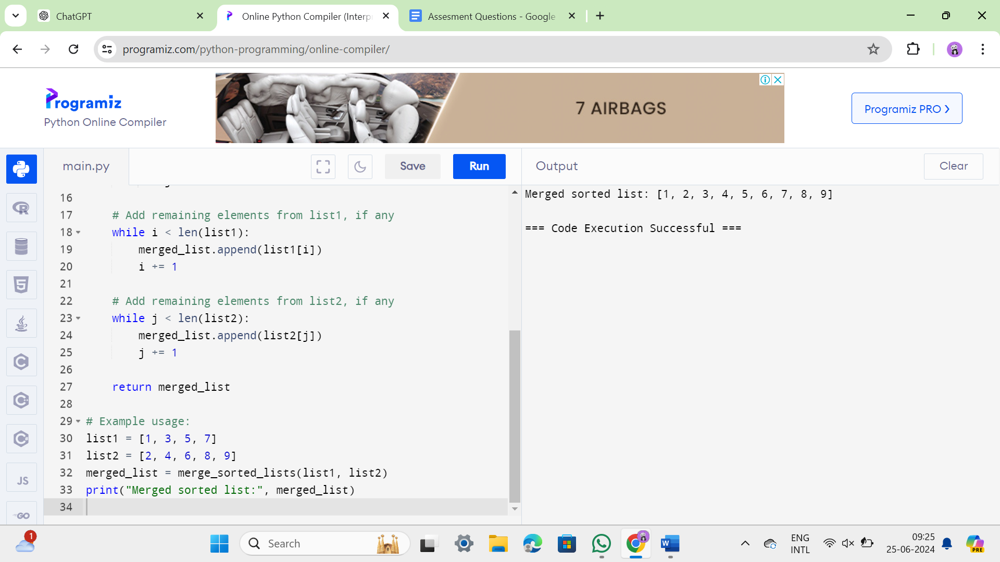 ChatGPT
Online Python Compiler (Interp
Assesment Questions - Google
programiz.com/python-programming/online-compiler/
Programiz
Python Online Compiler
7 AIRBAGS
Programiz PRO ❯
main.py
Save
Run
Output
Clear
16
17 # Add remaining elements from list1, if any
18 while i < len(list1):
19 merged_list.append(list1[i])
20 i += 1
21
22 # Add remaining elements from list2, if any
23 while j < len(list2):
24 merged_list.append(list2[j])
25 j += 1
26
27 return merged_list
28
29 # Example usage:
30 list1 = [1, 3, 5, 7]
31 list2 = [2, 4, 6, 8, 9]
32 merged_list = merge_sorted_lists(list1, list2)
33 print("Merged sorted list:", merged_list)
34
Merged sorted list: [1, 2, 3, 4, 5, 6, 7, 8, 9]
=== Code Execution Successful ===
R
5
C
C++
C#
JS
GO
1
Search
W
ENG
INTL
09:25
25-06-2024
PRE